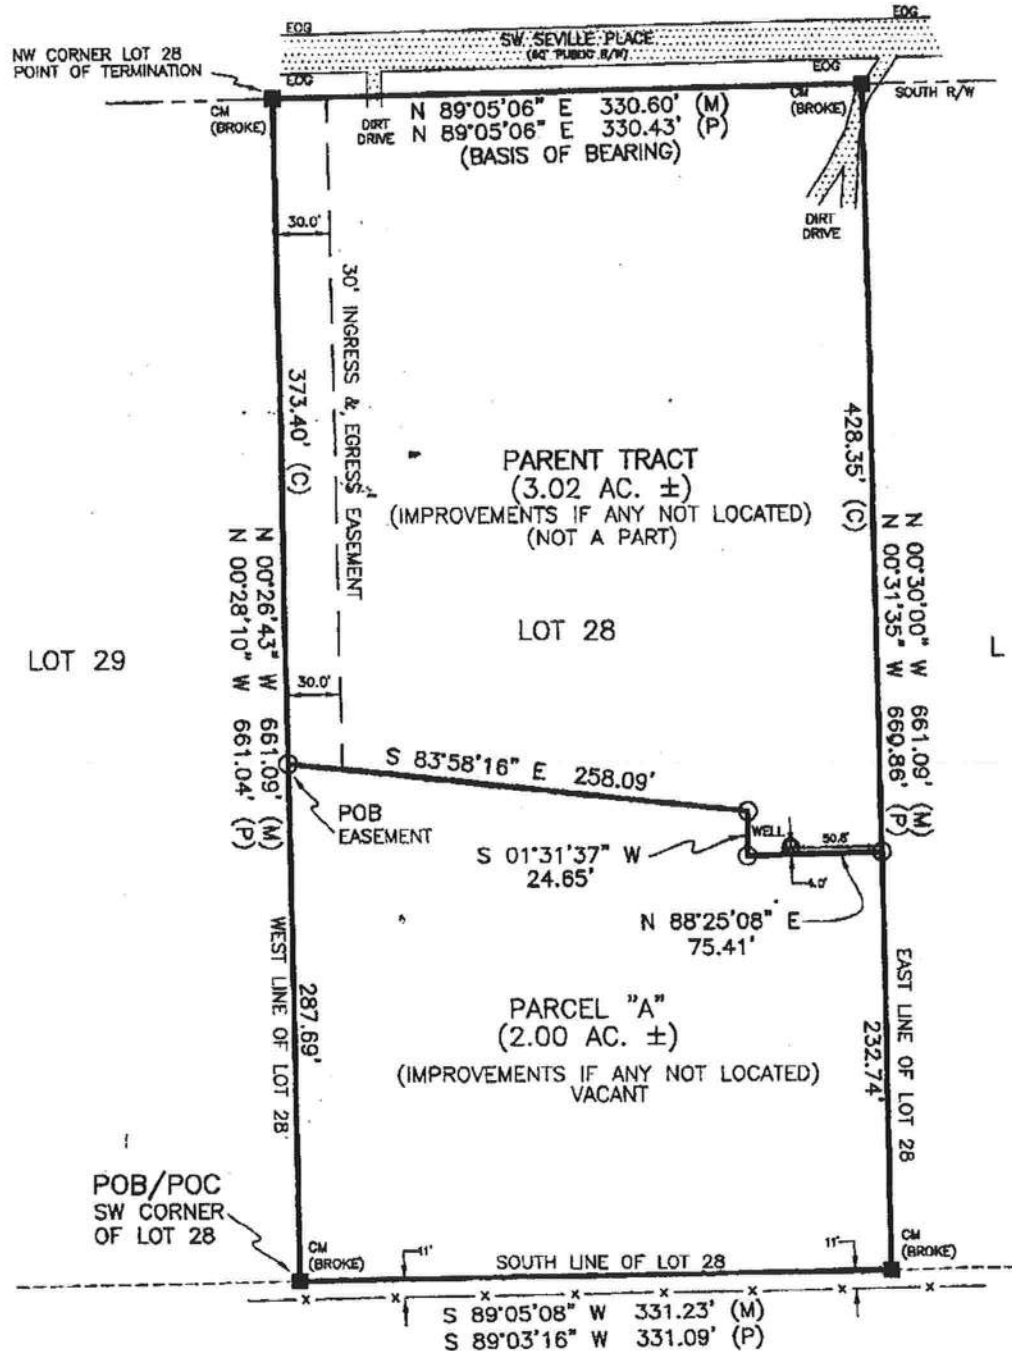 EOG
EOG
SW SEVILLE PLACE
(60' PUBLIC R/W)
NW CORNER LOT 28
POINT OF TERMINATION
EOG
EOG
SOUTH R/W
CM
(BROKE)
DIRT
DRIVE
N 89°05'06" E 330.60' (M)
N 89°05'06" E 330.43' (P)
(BASIS OF BEARING)
CM
(BROKE)
DIRT
DRIVE
30.0'
30' INGRESS & EGRESS EASEMENT
373.40' (C)
428.35' (C)
PARENT TRACT
(3.02 AC. ±)
(IMPROVEMENTS IF ANY NOT LOCATED)
(NOT A PART)
N 00°26'43" W 661.09' (M)
N 00°28'10" W 661.04' (P)
N 00°30'00" W 661.09' (M)
N 00°31'35" W 660.86' (P)
LOT 29
LOT 28
L
30.0'
S 83°58'16" E 258.09'
POB
EASEMENT
WELL
50.8'
4.0'
S 01°31'37" W
24.65'
N 88°25'08" E
75.41'
WEST LINE OF LOT 28
287.69'
EAST LINE OF LOT 28
232.74'
PARCEL "A"
(2.00 AC. ±)
(IMPROVEMENTS IF ANY NOT LOCATED)
VACANT
POB/POC
SW CORNER
OF LOT 28
CM
(BROKE)
11'
SOUTH LINE OF LOT 28
11'
CM
(BROKE)
S 89°05'08" W 331.23' (M)
S 89°03'16" W 331.09' (P)